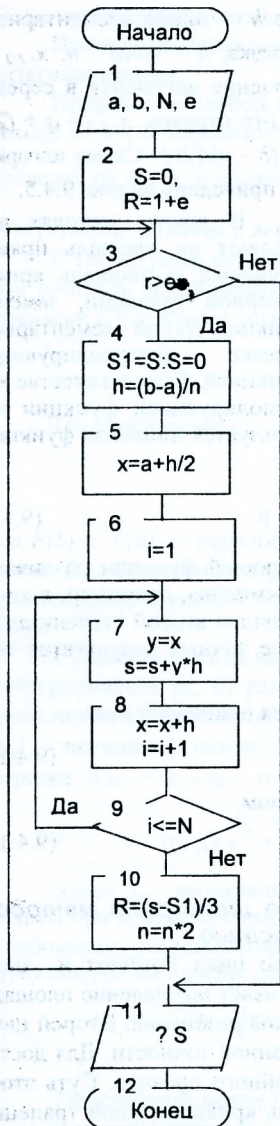 Начало
1
a, b, N, e
2
S=0,
R=1+e
3
r>e
Нет
Да
4
S1=S:S=0
h=(b-a)/n
5
x=a+h/2
6
i=1
7
v=x
s=s+v*h
8
x=x+h
i=i+1
Да
9
i<=N
Нет
10
R=(s-S1)/3
n=n*2
11
? S
12
Конец